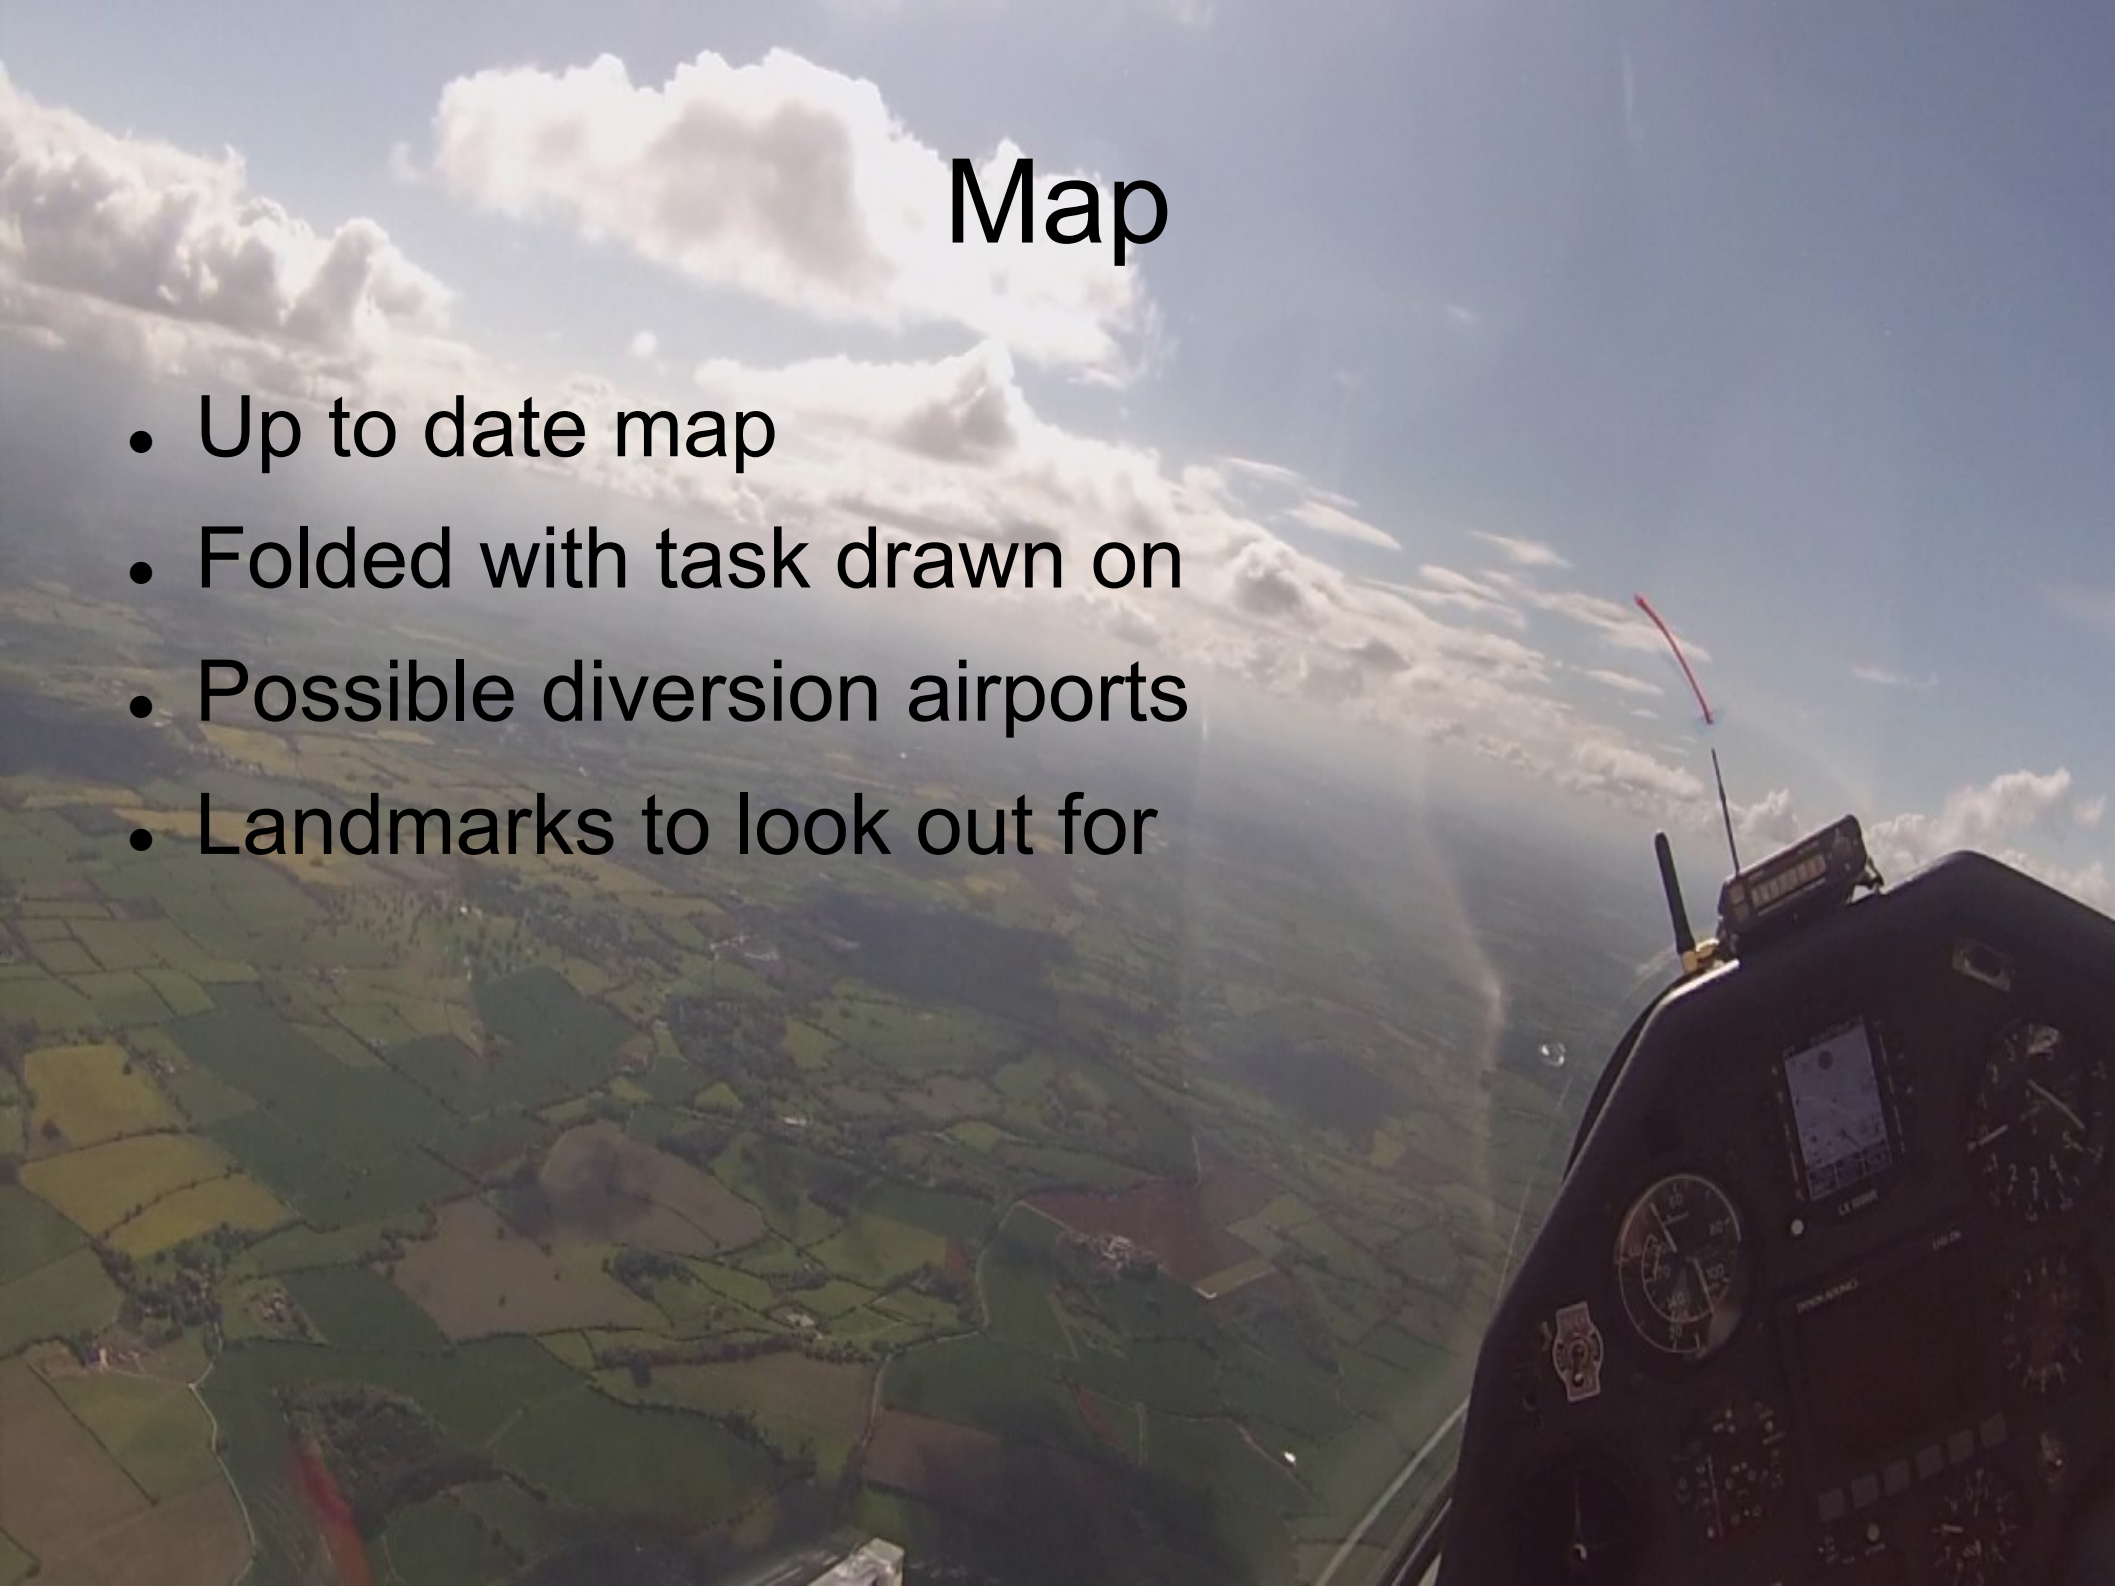 Map
● Up to date map
● Folded with task drawn on
● Possible diversion airports
● Landmarks to look out for